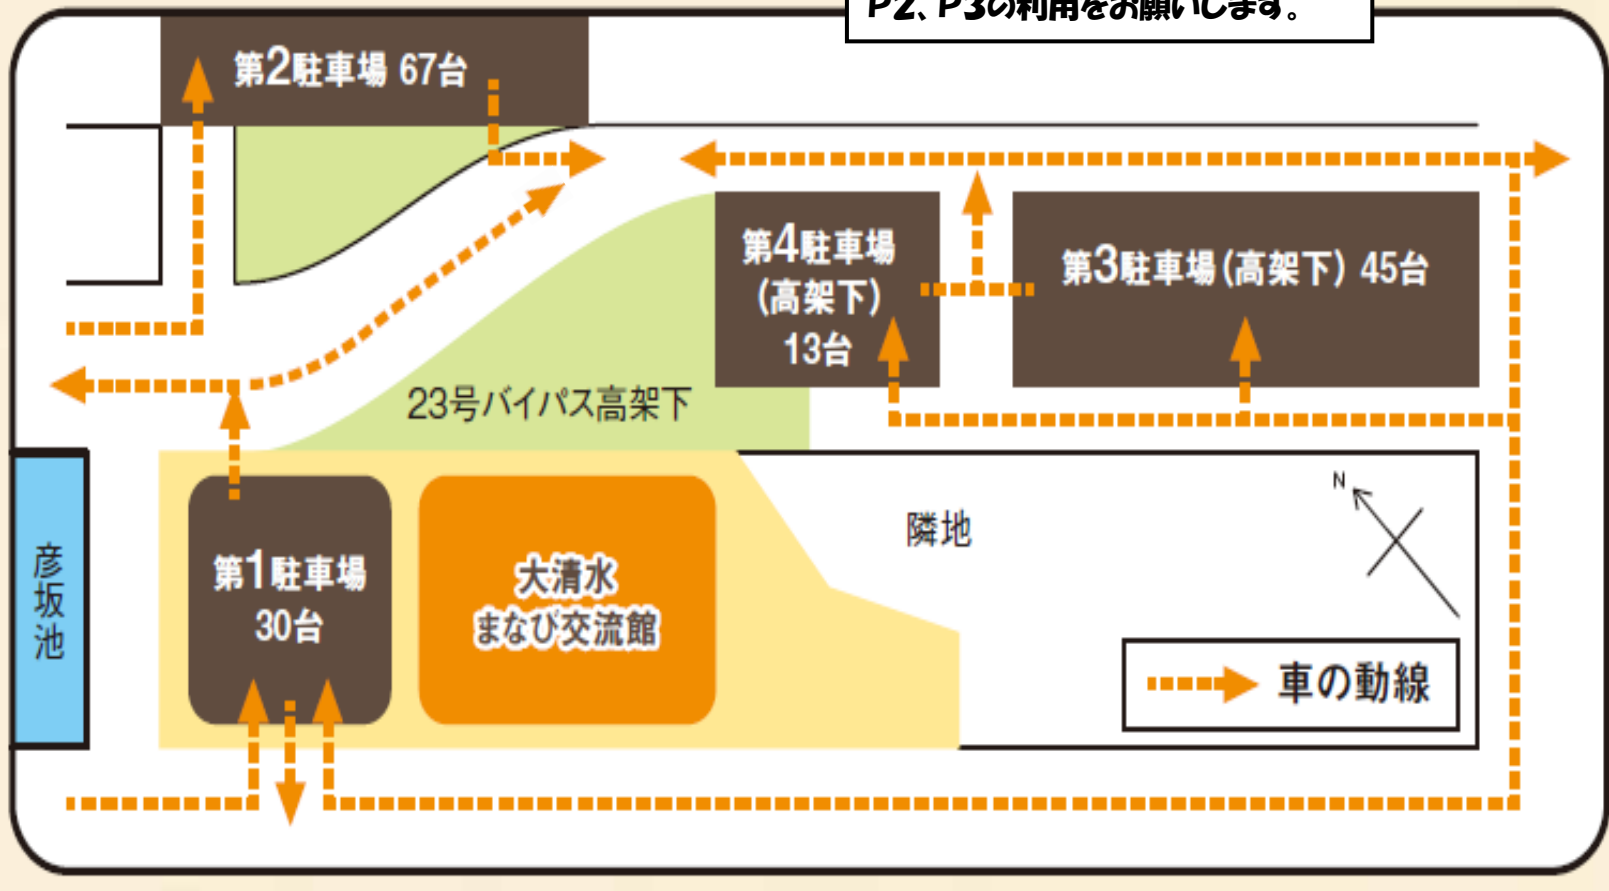 P2、P3の利用をお願いします。
第2駐車場 67台
第4駐車場
(高架下)
13台
第3駐車場(高架下) 45台
23号バイパス高架下
彦坂池
第1駐車場
30台
大清水
まなび交流館
隣地
N
車の動線